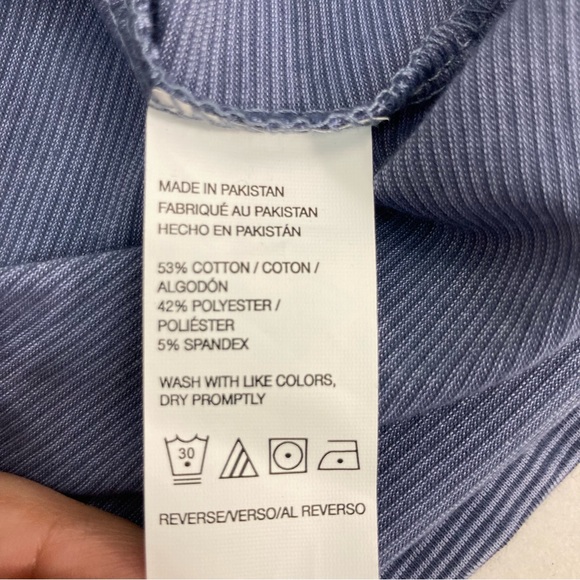 MADE IN PAKISTAN
FABRIQUÉ AU PAKISTAN
HECHO EN PAKISTÁN
53% COTTON / COTON /
ALGODÓN
42% POLYESTER /
POLIÉSTER
5% SPANDEX
WASH WITH LIKE COLORS,
DRY PROMPTLY
30
REVERSE/VERSO/AL REVERSO